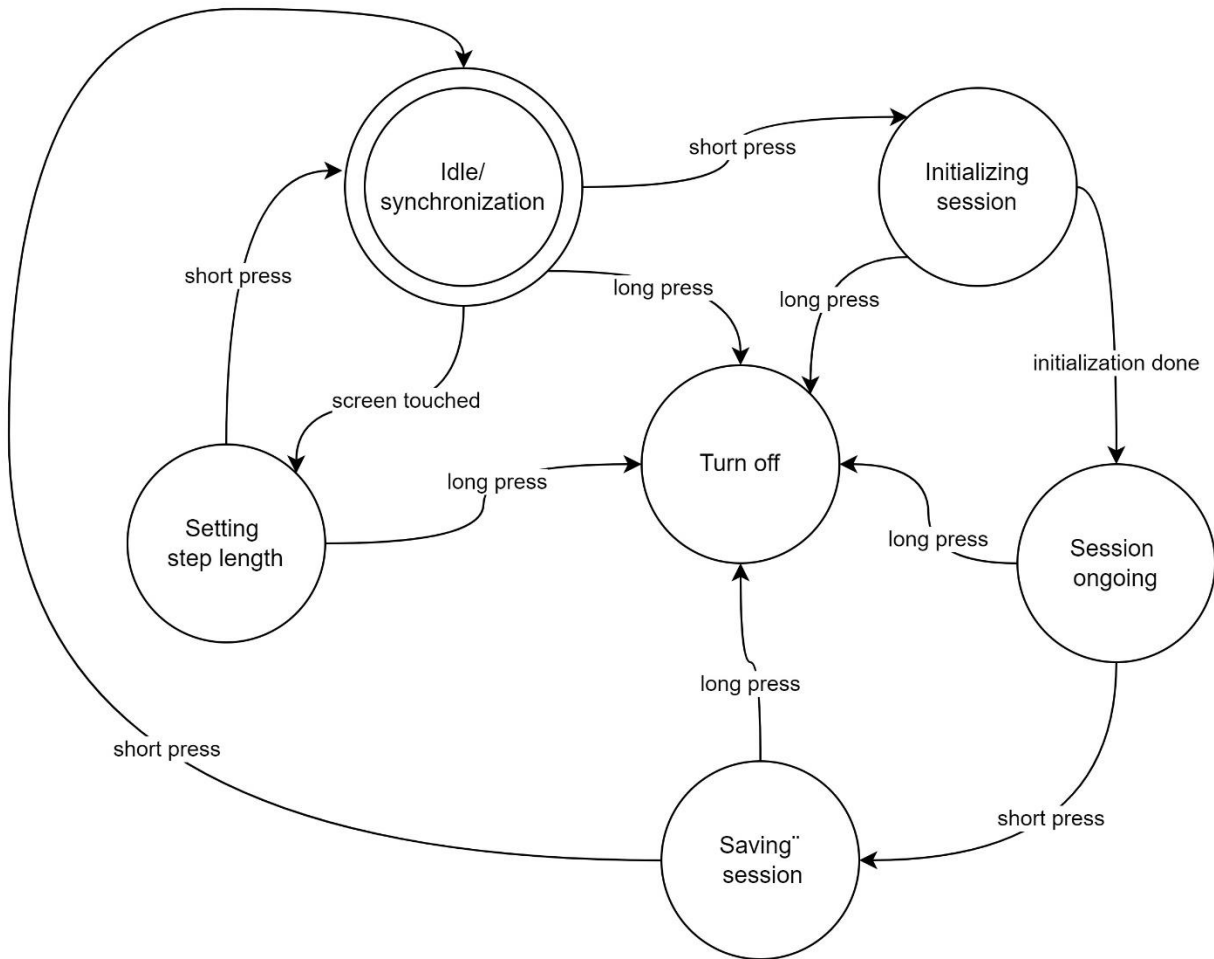 Idle/
synchronization
short press
Initializing
session
short press
long press
long press
initialization done
screen touched
long press
Turn off
Setting
step length
long press
Session
ongoing
long press
short press
short press
Saving¨
session